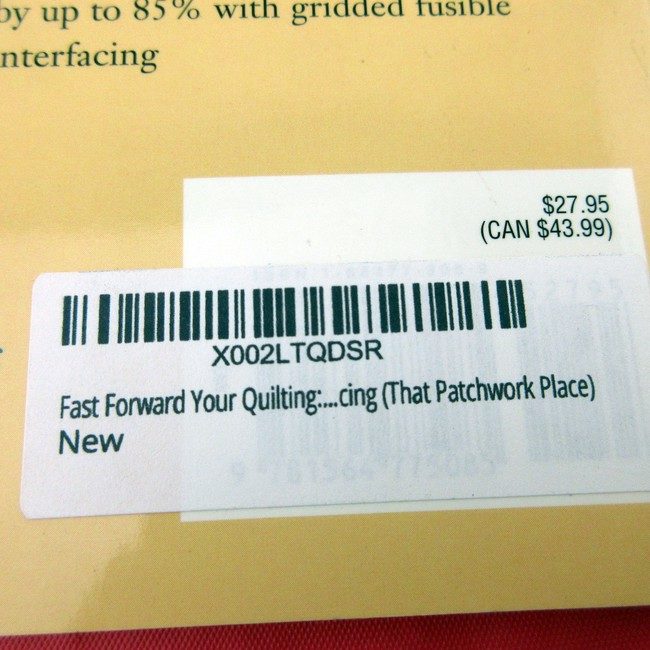 by up to 85% with gridded fusible
nterfacing
$27.95
(CAN $43.99)
X002LTQDSR
Fast Forward Your Quilting:...cing (That Patchwork Place)
New